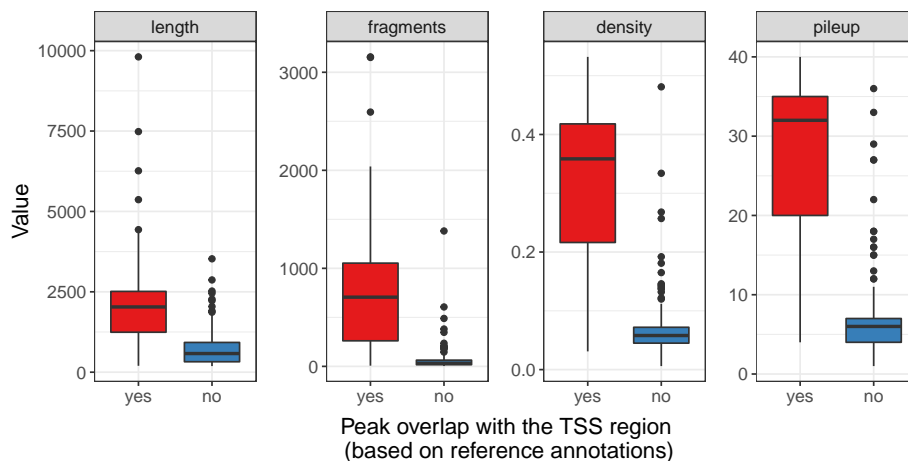 length
fragments
density
pileup
Value
10000
7500
5000
2500
0
3000
2000
1000
0
0.4
0.2
0.0
40
30
20
10
0
yes
no
yes
no
yes
no
yes
no
Peak overlap with the TSS region
(based on reference annotations)